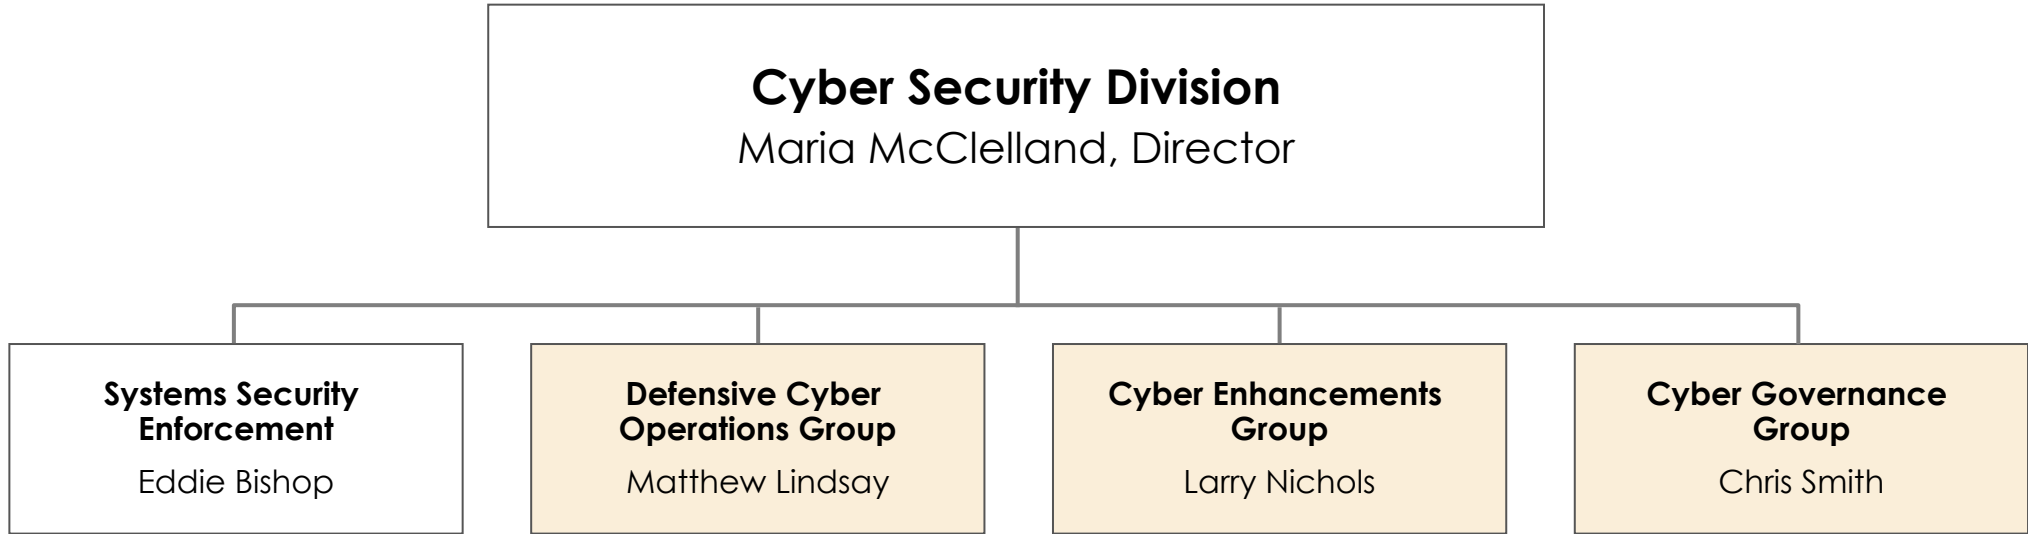 Cyber Security Division
Maria McClelland, Director
Systems Security
Enforcement
Eddie Bishop
Defensive Cyber
Operations Group
Matthew Lindsay
Cyber Enhancements
Group
Larry Nichols
Cyber Governance
Group
Chris Smith